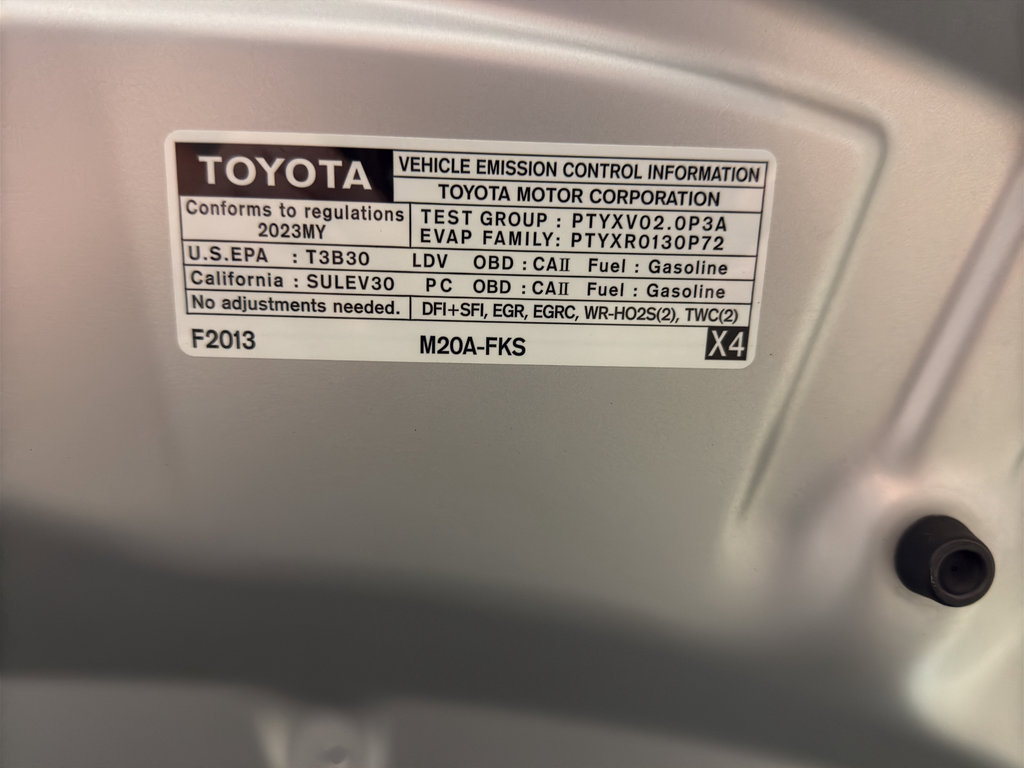 TOYOTA
VEHICLE EMISSION CONTROL INFORMATION
TOYOTA MOTOR CORPORATION
Conforms to regulations
2023MY
TEST GROUP : PTYXV02.0P3A
EVAP FAMILY: PTYXR0130P72
U.S.EPA : T3B30 LDV OBD : CAⅡ Fuel : Gasoline
California : SULEV30 PC OBD : CAⅡ Fuel : Gasoline
No adjustments needed. DFI+SFI, EGR, EGRC, WR-HO2S(2), TWC(2)
F2013 M20A-FKS X4